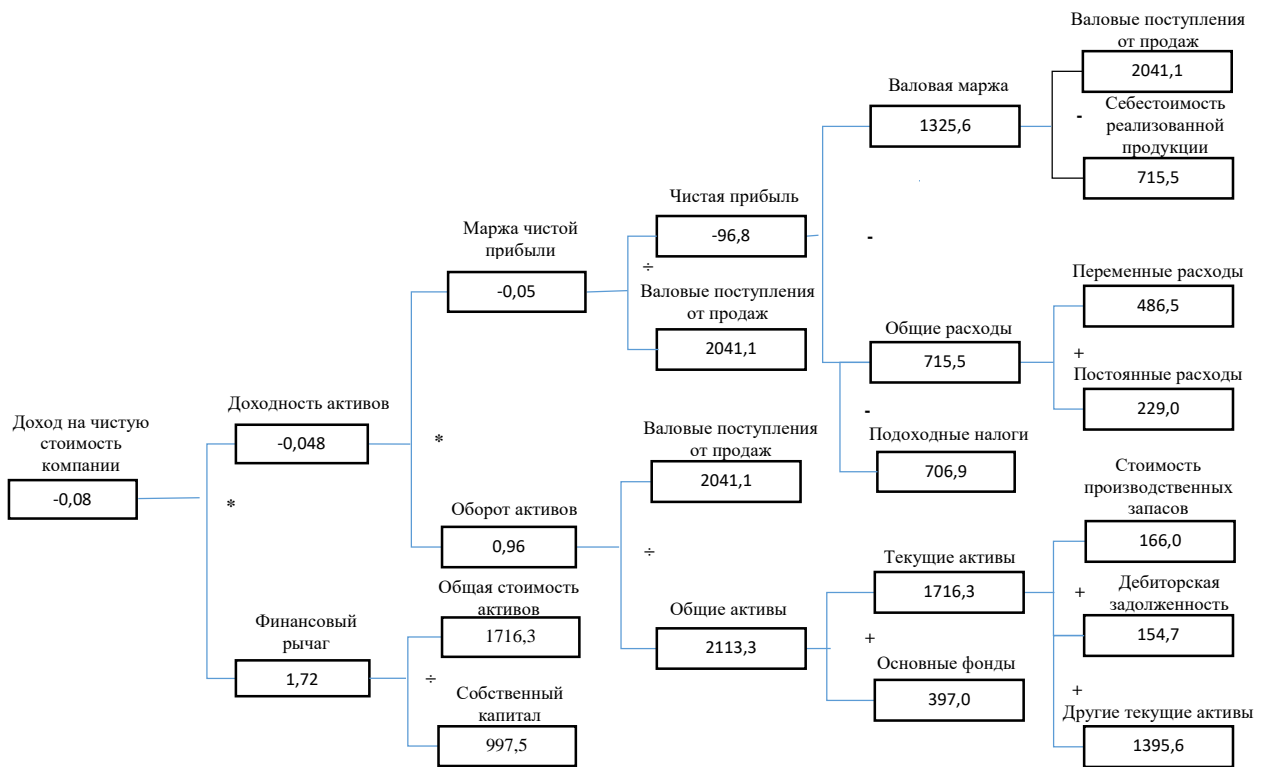 Валовые поступления
от продаж
2041,1
-
Себестоимость
реализованной
продукции
715,5
Валовая маржа
1325,6
Чистая прибыль
-96,8
-
÷
Валовые поступления
от продаж
2041,1
Маржа чистой
прибыли
-0,05
Переменные расходы
486,5
+
Постоянные расходы
229,0
Общие расходы
715,5
-
Подоходные налоги
706,9
Доходность активов
-0,048
*
Доход на чистую
стоимость
компании
-0,08
*
Валовые поступления
от продаж
2041,1
÷
Оборот активов
0,96
Общие активы
2113,3
Текущие активы
1716,3
+
Основные фонды
397,0
Стоимость
производственных
запасов
166,0
+
Дебиторская
задолженность
154,7
+
Другие текущие активы
1395,6
Финансовый
рычаг
1,72
Общая стоимость
активов
1716,3
÷
Собственный
капитал
997,5